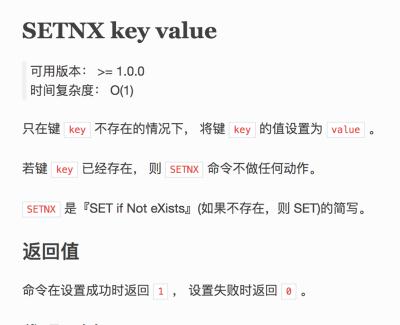 SETNX key value
可用版本： >= 1.0.0
时间复杂度： O(1)
只在键 key 不存在的情况下， 将键 key 的值设置为 value 。
若键 key 已经存在， 则 SETNX 命令不做任何动作。
SETNX 是『SET if Not eXists』(如果不存在，则 SET)的简写。
返回值
命令在设置成功时返回 1 ， 设置失败时返回 0 。